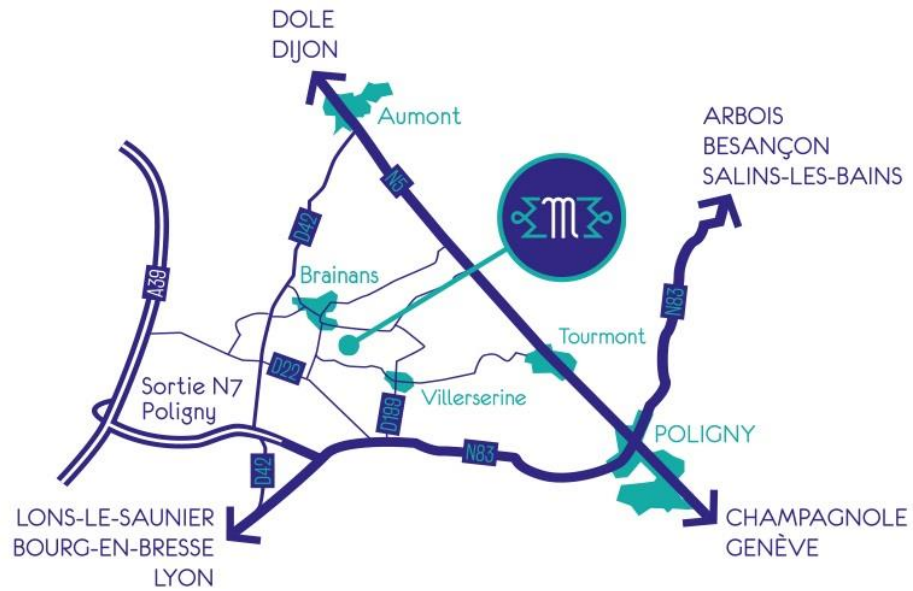 DOLE
DIJON
Aumont
ARBOIS
BESANÇON
SALINS-LES-BAINS
N5
D42
m
Brainans
A39
N83
Tourmont
D22
Sortie N7
Poligny
Villerserine
D199
POLIGNY
N83
D42
LONS-LE-SAUNIER
BOURG-EN-BRESSE
LYON
CHAMPAGNOLE
GENÈVE